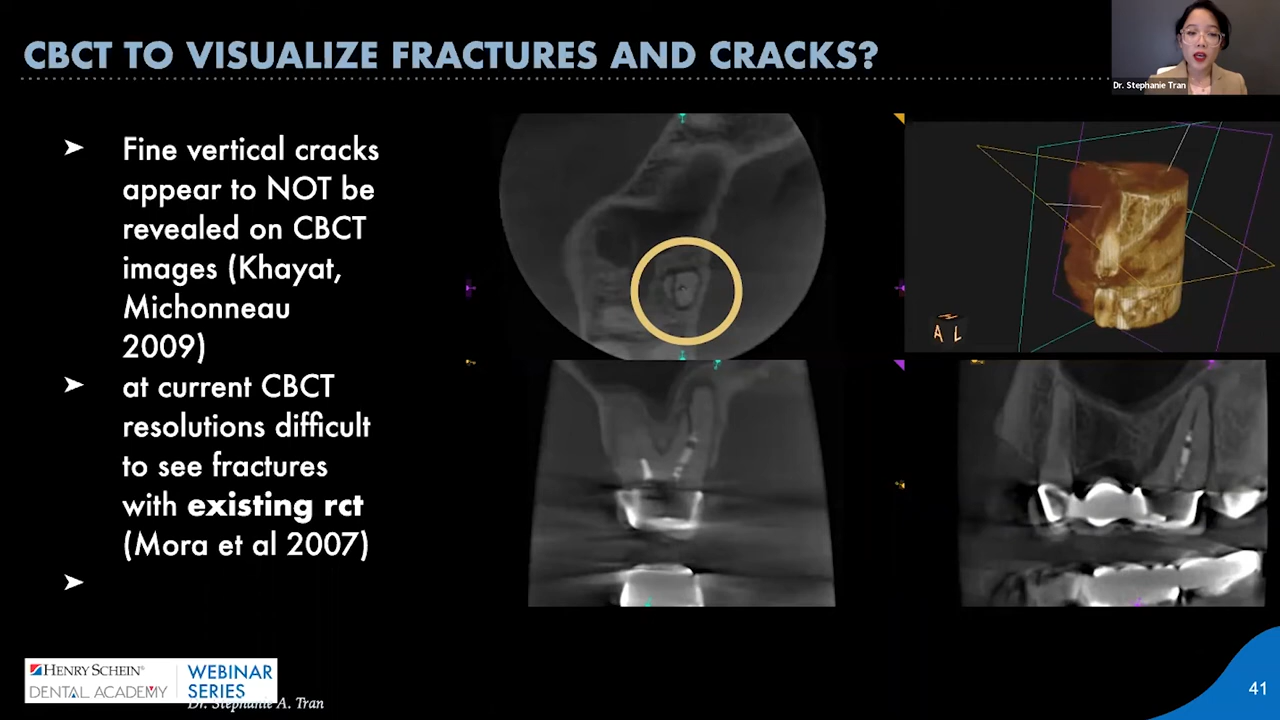 CBCT TO VISUALIZE FRACTURES AND CRACKS?
Dr. Stephanie Tran
➤ Fine vertical cracks
appear to NOT be
revealed on CBCT
images (Khayat,
Michonneau
2009)
➤ at current CBCT
resolutions difficult
to see fractures
with existing rct
(Mora et al 2007)
➤
A L
HENRY SCHEIN®
DENTAL ACADEMY
WEBINAR
SERIES
Dr. Stephanie A. Tran
41